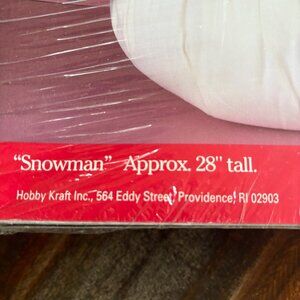 “Snowman” Approx. 28" tall.
Hobby Kraft Inc., 564 Eddy Street, Providence, RI 02903